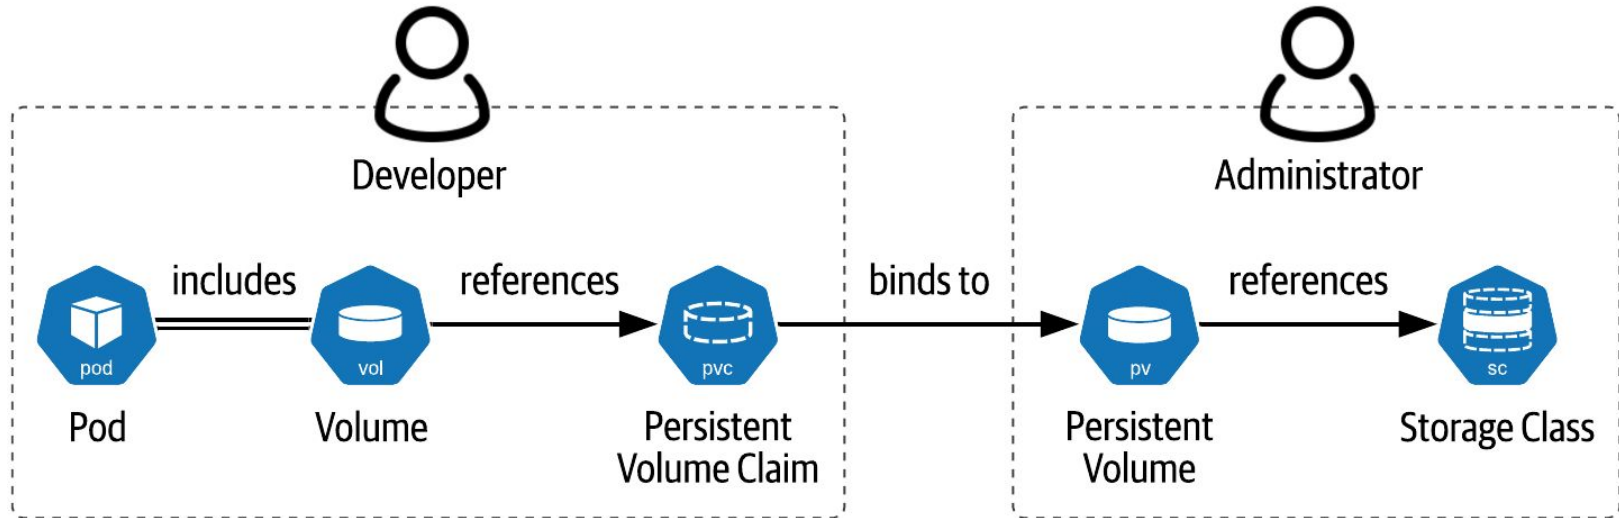 Developer
Administrator
includes
references
binds to
references
pod
vol
pvc
pv
sc
Pod
Volume
Persistent
Volume Claim
Persistent
Volume
Storage Class